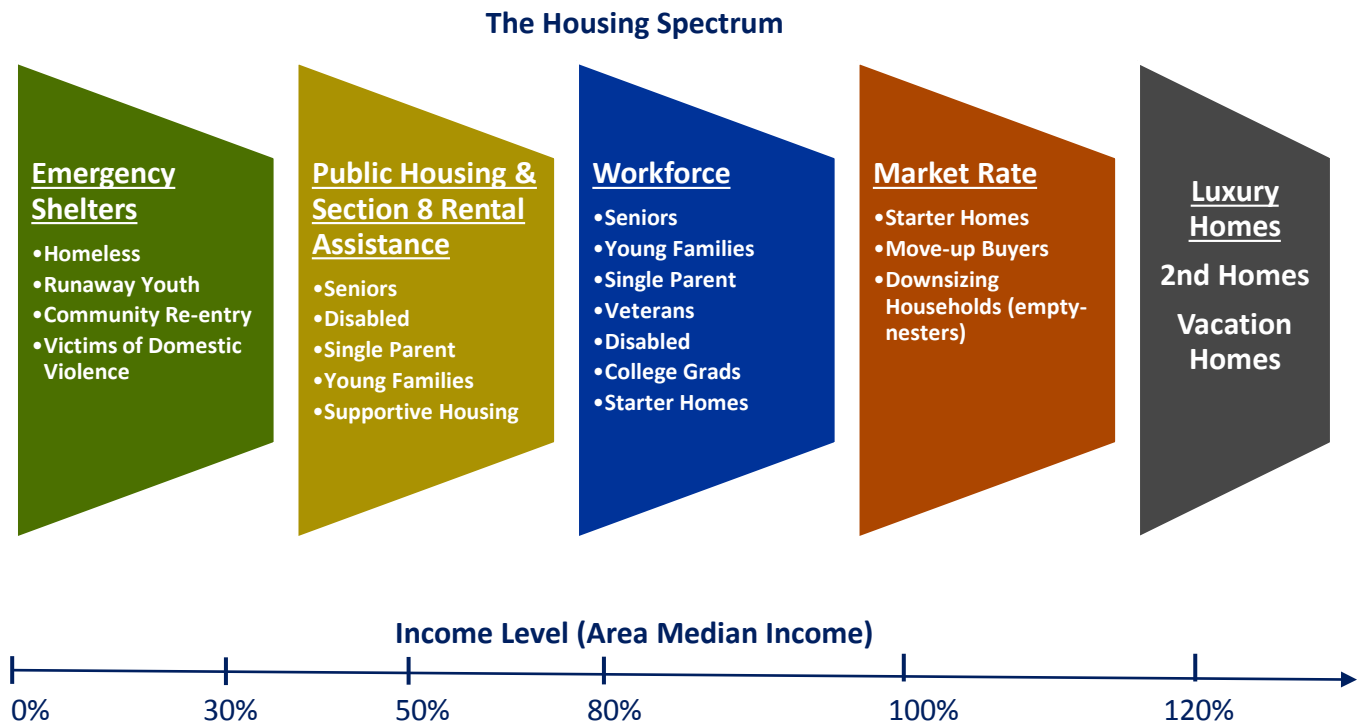 The Housing Spectrum
Emergency
Shelters
•Homeless
•Runaway Youth
•Community Re-entry
•Victims of Domestic
Violence
Public Housing &
Section 8 Rental
Assistance
•Seniors
•Disabled
•Single Parent
•Young Families
•Supportive Housing
Workforce
•Seniors
•Young Families
•Single Parent
•Veterans
•Disabled
•College Grads
•Starter Homes
Market Rate
•Starter Homes
•Move-up Buyers
•Downsizing
Households (empty-
nesters)
Luxury
Homes
2nd Homes
Vacation
Homes
Income Level (Area Median Income)
0% 30% 50% 80% 100% 120%